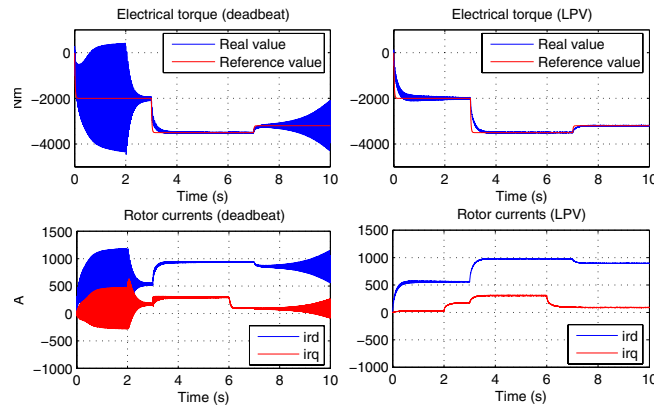 Electrical torque (deadbeat)
Nm
0
−2000
−4000
Real value
Reference value
0 2 4 6 8 10
Time (s)
Electrical torque (LPV)
0
−2000
−4000
Real value
Reference value
0 2 4 6 8 10
Time (s)
Rotor currents (deadbeat)
A
1500
1000
500
0
−500
−1000
ird
irq
0 2 4 6 8 10
Time (s)
Rotor currents (LPV)
1500
1000
500
0
−500
−1000
ird
irq
0 2 4 6 8 10
Time (s)